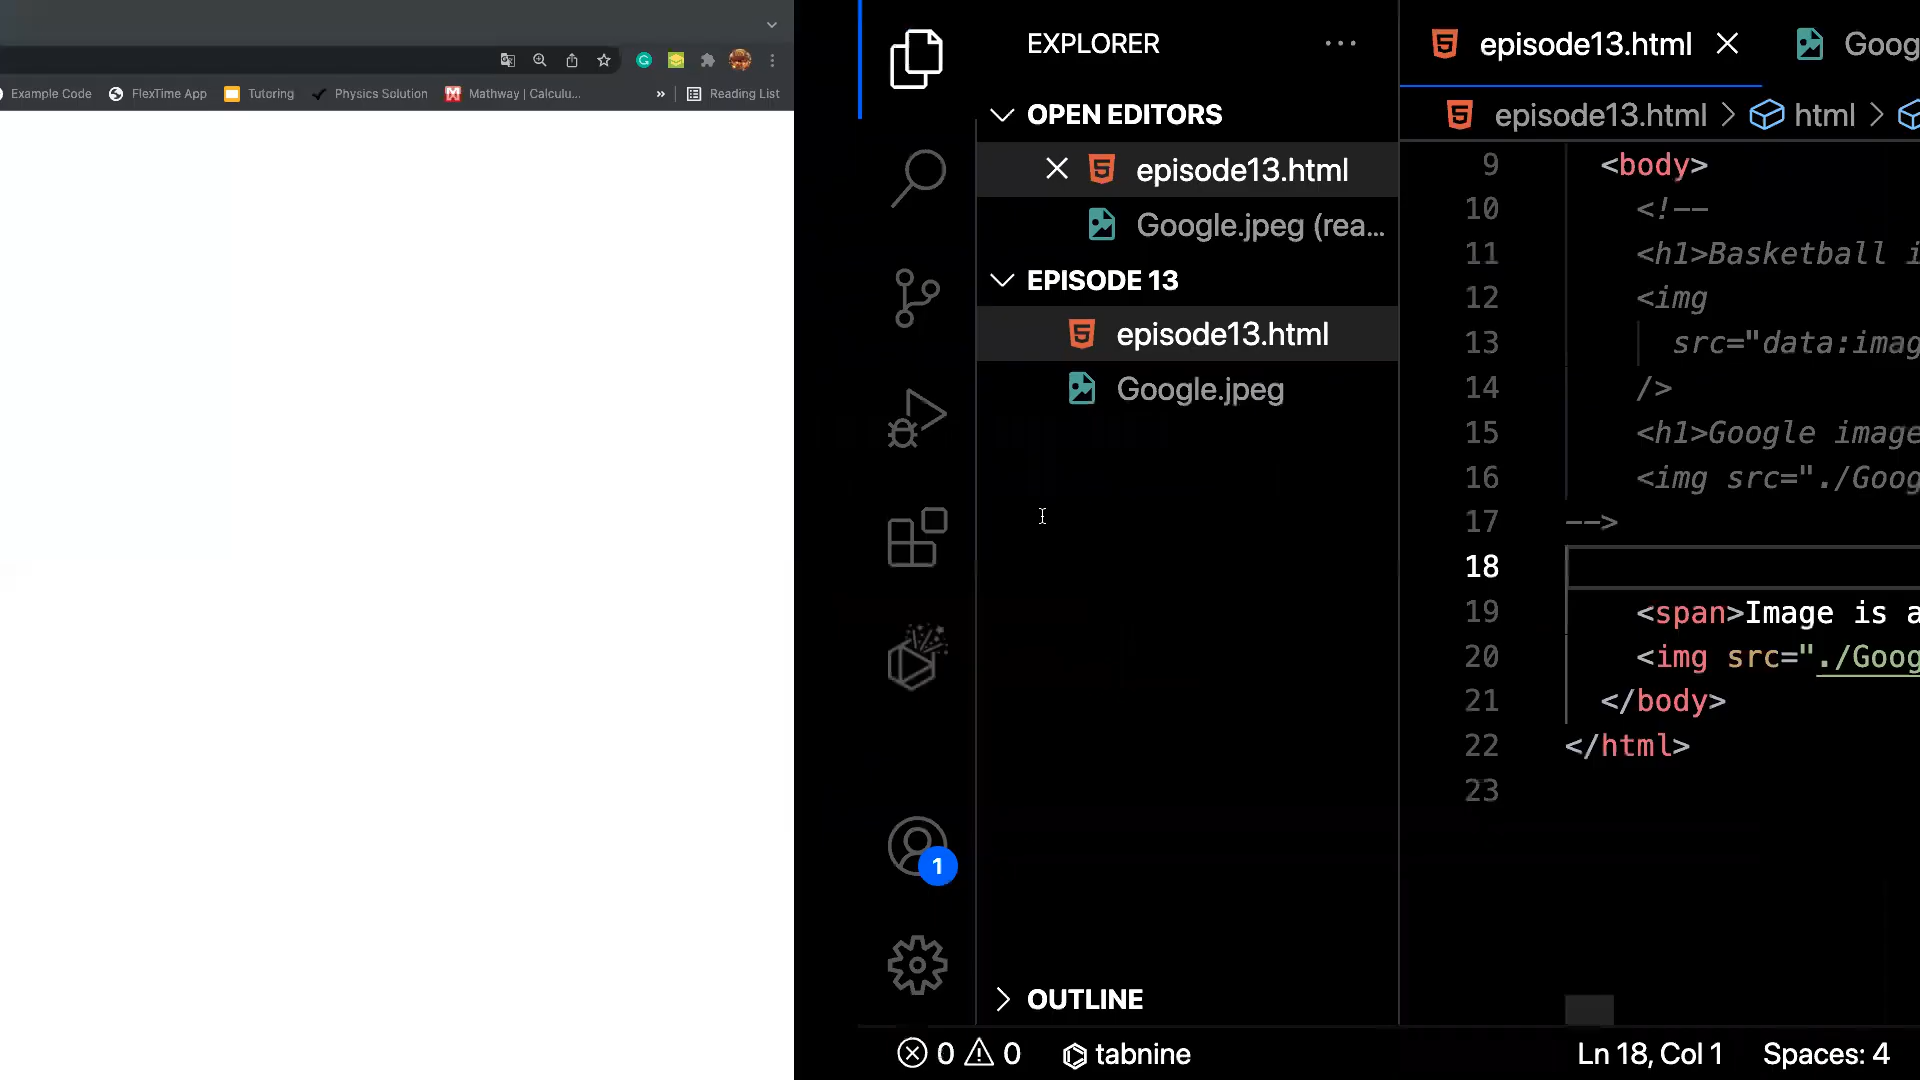 Example Code
FlexTime App
Tutoring
Physics Solution
Mathway | Calculu...
»
Reading List
EXPLORER
OPEN EDITORS
episode13.html
Google.jpeg (rea...
EPISODE 13
episode13.html
Google.jpeg
1
OUTLINE
episode13.html
Goog
episode13.html > html >
9 <body>
10 <!--
11 <h1>Basketball i
12 <img
13 src="data:imag
14 />
15 <h1>Google image
16 <img src="./Goog
17 -->
18
19 <span>Image is a
20 <img src="./Goog
21 </body>
22 </html>
23
0 0 tabnine
Ln 18, Col 1 Spaces: 4